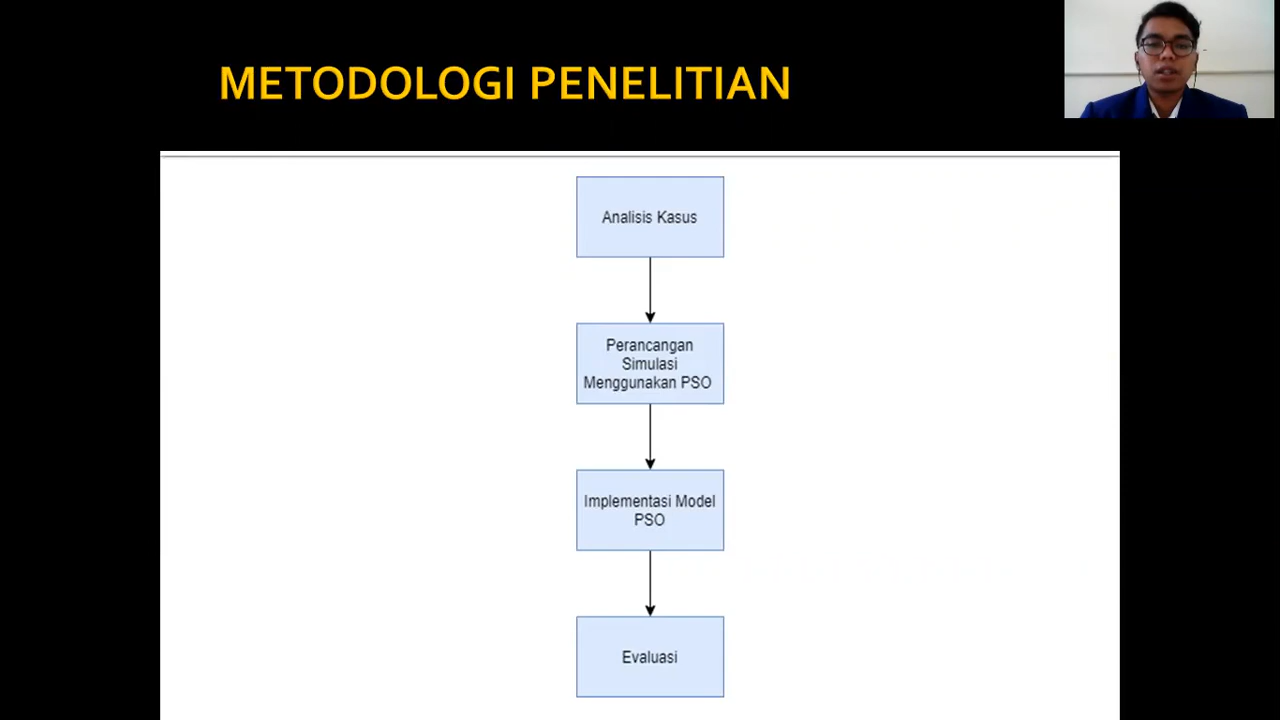 METODOLOGI PENELITIAN
Analisis Kasus
Perancangan
Simulasi
Menggunakan PSO
Implementasi Model
PSO
Evaluasi